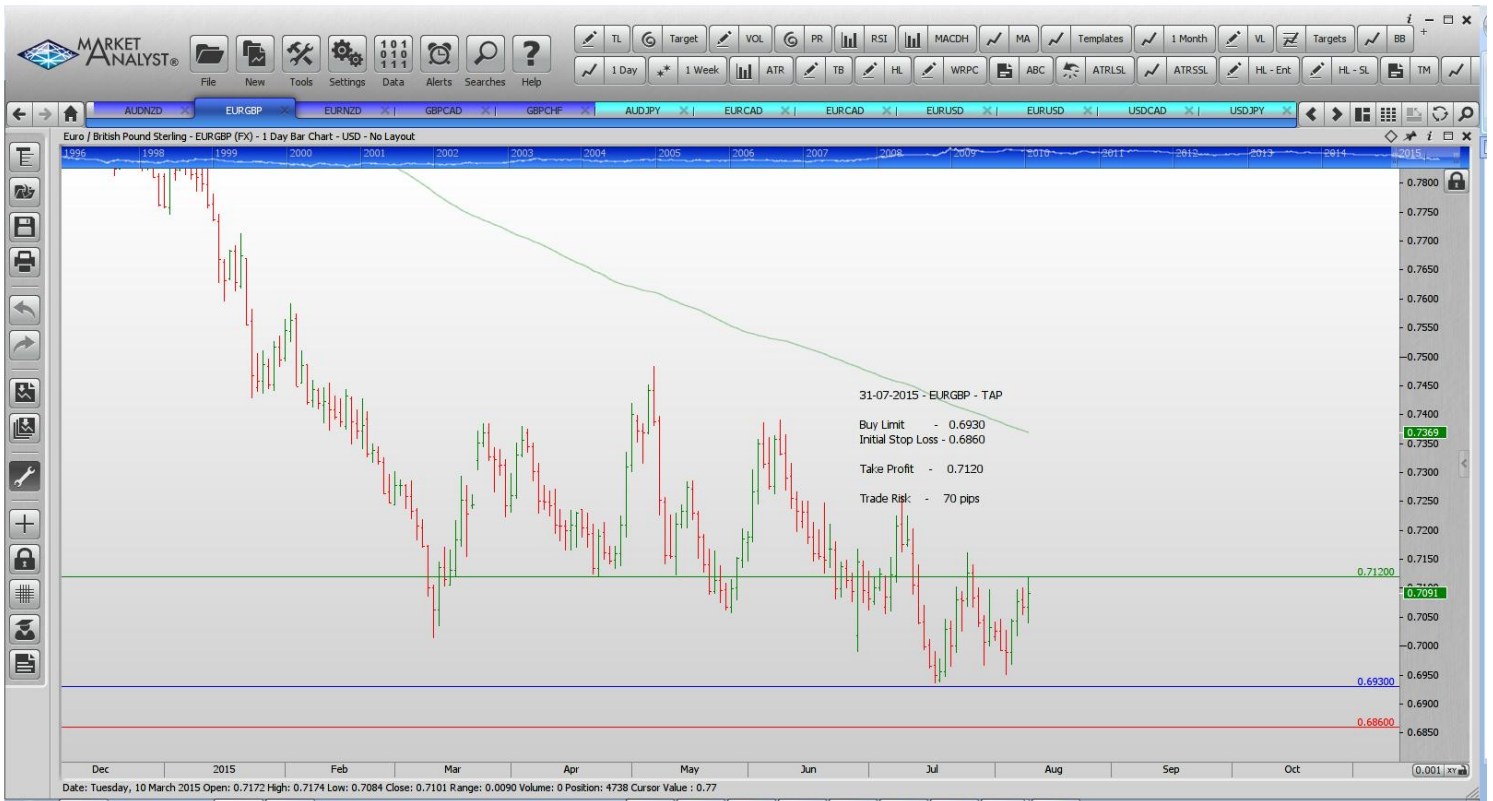 MARKET ANALYST®
File New Tools Settings Data Alerts Searches Help
TL Target VOL PR RSI MACDH MA Templates 1 Month VL Targets BB
1 Day 1 Week ATR TB HL WRPC ABC ATRLSL ATRSSL HL - Ent HL - SL TM
AUDNZD EURGBP EURNZD GBPCAD GBPCHF AUDJPY EURCAD EURCAD EURUSD EURUSD USDCAD USDJPY
Euro / British Pound Sterling - EURGBP (FX) - 1 Day Bar Chart - USD - No Layout
1996 1998 1999 2000 2001 2002 2003 2004 2005 2006 2007 2008 2009 2010 2011 2012 2013 2014 2015
0.7800
0.7750
0.7700
0.7650
0.7600
0.7550
0.7500
0.7450
31-07-2015 - EURGBP - TAP
0.7400
Buy Limit - 0.6930
0.7369
Initial Stop Loss - 0.6860
0.7350
Take Profit - 0.7120
0.7300
Trade Risk - 70 pips
0.7250
0.7200
0.7150
0.71200
0.7100
0.7091
0.7050
0.7000
0.6950
0.69300
0.6900
0.68600
0.6850
Dec 2015 Feb Mar Apr May Jun Jul Aug Sep Oct 0.001 XY
Date: Tuesday, 10 March 2015 Open: 0.7172 High: 0.7174 Low: 0.7084 Close: 0.7101 Range: 0.0090 Volume: 0 Position: 4738 Cursor Value : 0.77